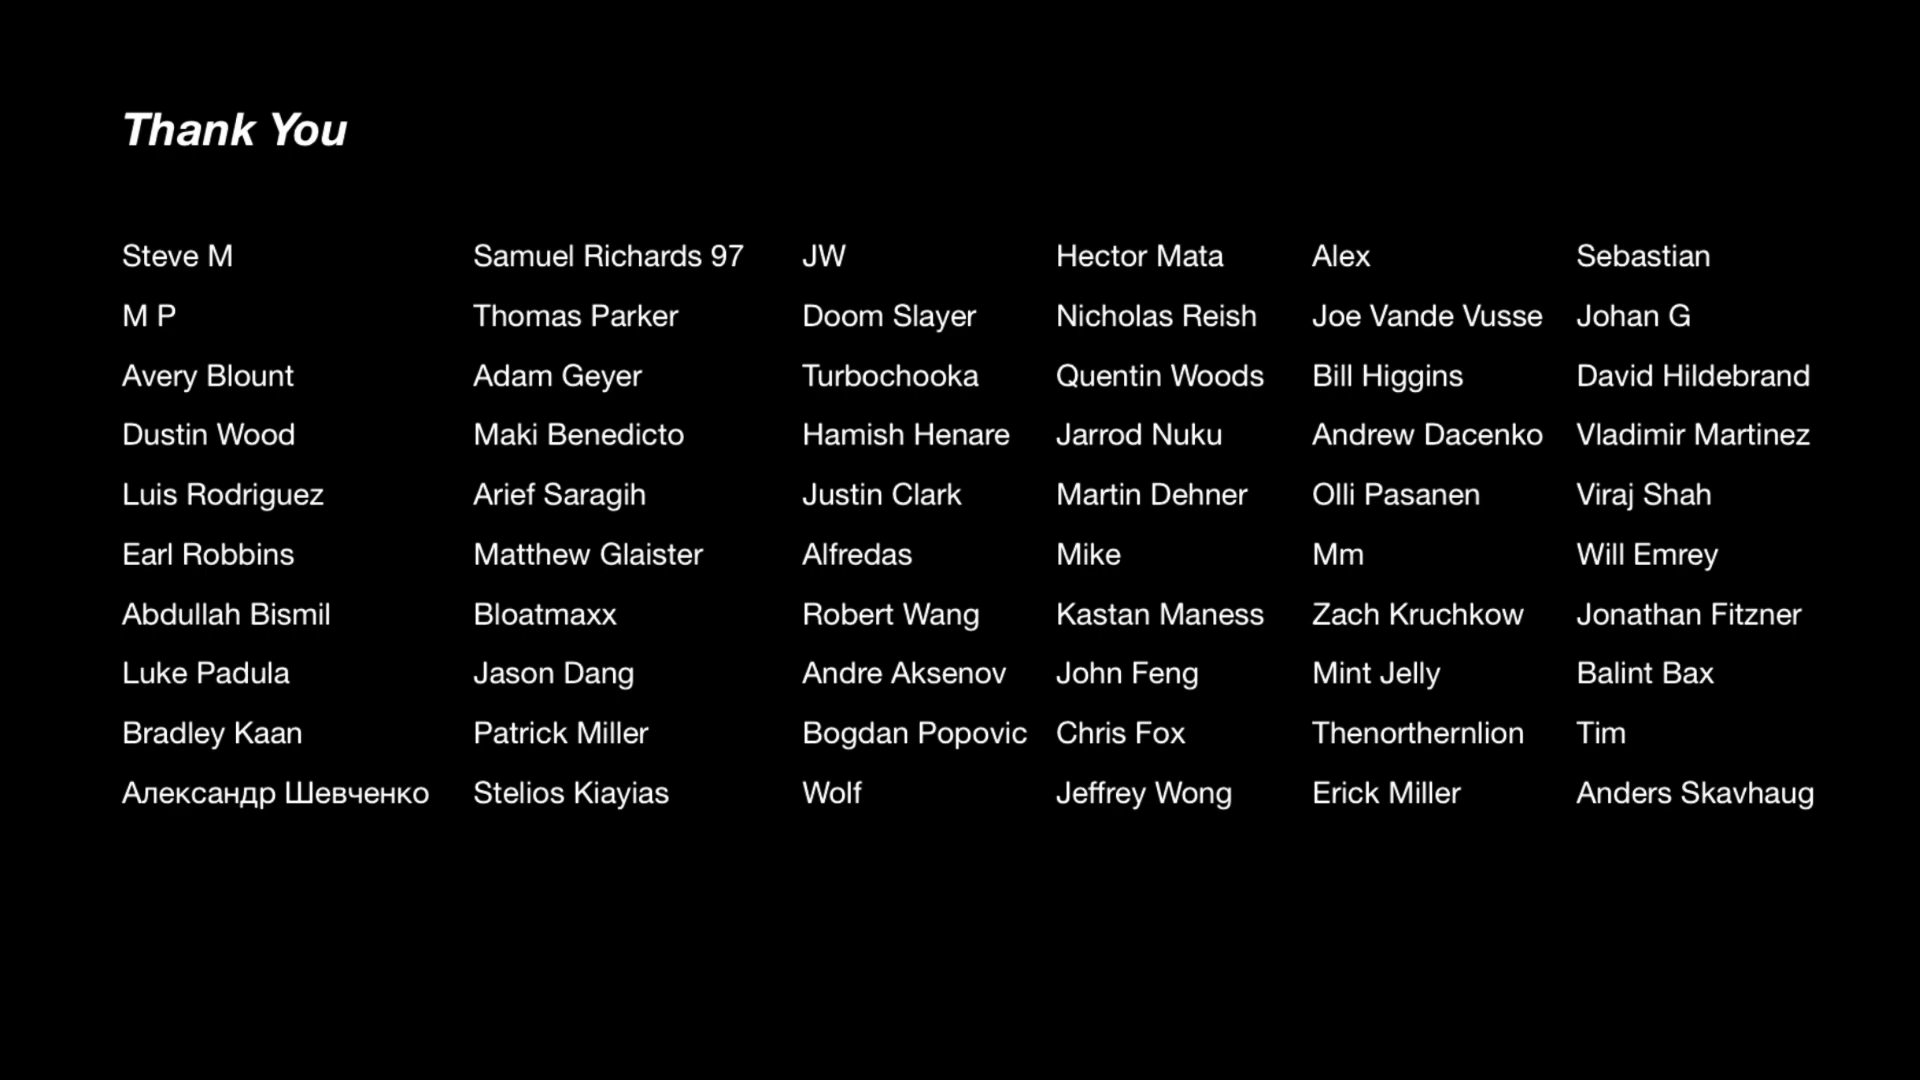 Thank You
Steve M Samuel Richards 97 JW Hector Mata Alex Sebastian
M P Thomas Parker Doom Slayer Nicholas Reish Joe Vande Vusse Johan G
Avery Blount Adam Geyer Turbochooka Quentin Woods Bill Higgins David Hildebrand
Dustin Wood Maki Benedicto Hamish Henare Jarrod Nuku Andrew Dacenko Vladimir Martinez
Luis Rodriguez Arief Saragih Justin Clark Martin Dehner Olli Pasanen Viraj Shah
Earl Robbins Matthew Glaister Alfredas Mike Mm Will Emrey
Abdullah Bismil Bloatmaxx Robert Wang Kastan Maness Zach Kruchkow Jonathan Fitzner
Luke Padula Jason Dang Andre Aksenov John Feng Mint Jelly Balint Bax
Bradley Kaan Patrick Miller Bogdan Popovic Chris Fox Thenorthernlion Tim
Александр Шевченко Stelios Kiayias Wolf Jeffrey Wong Erick Miller Anders Skavhaug